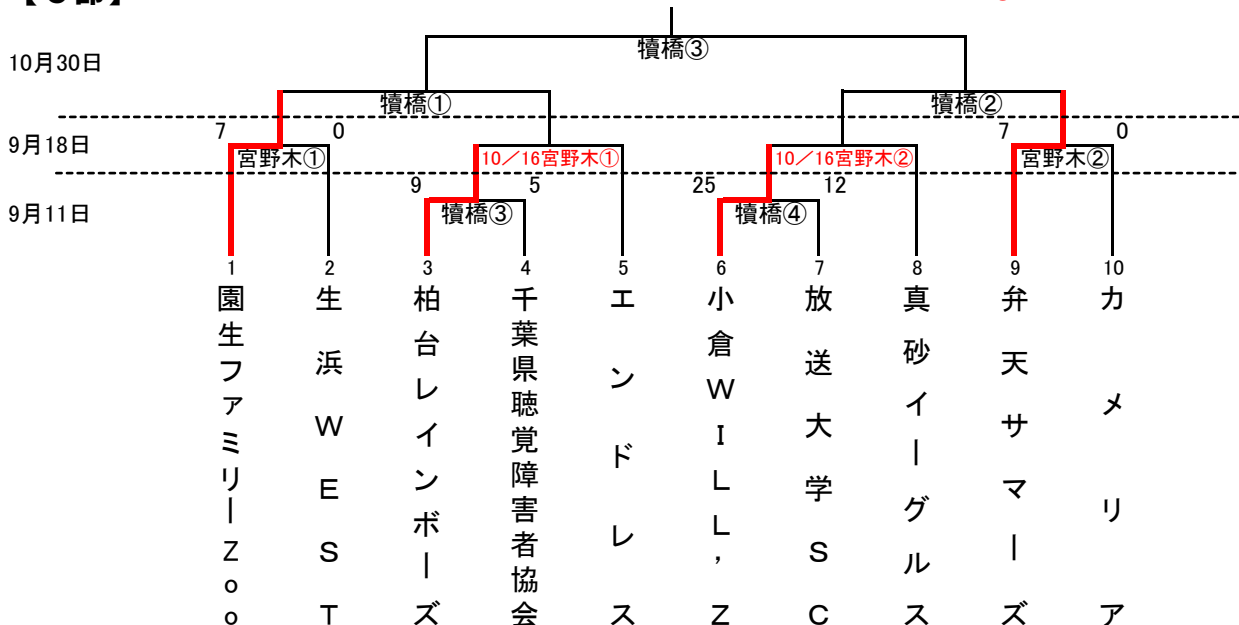 犢橋③
10月30日
犢橋①
犢橋②
7
0
7
0
9月18日
宮野木①
10／16宮野木①
10／16宮野木②
宮野木②
9
5
25
12
9月11日
犢橋③
犢橋④
1
2
3
4
5
6
7
8
9
10
園生ファミリーZoo
生浜WEST
柏台レインボーズ
千葉県聴覚障害者協会
エンドレス
小倉WILL’Z
放送大学SC
真砂イーグルス
弁天サマーズ
カメリア